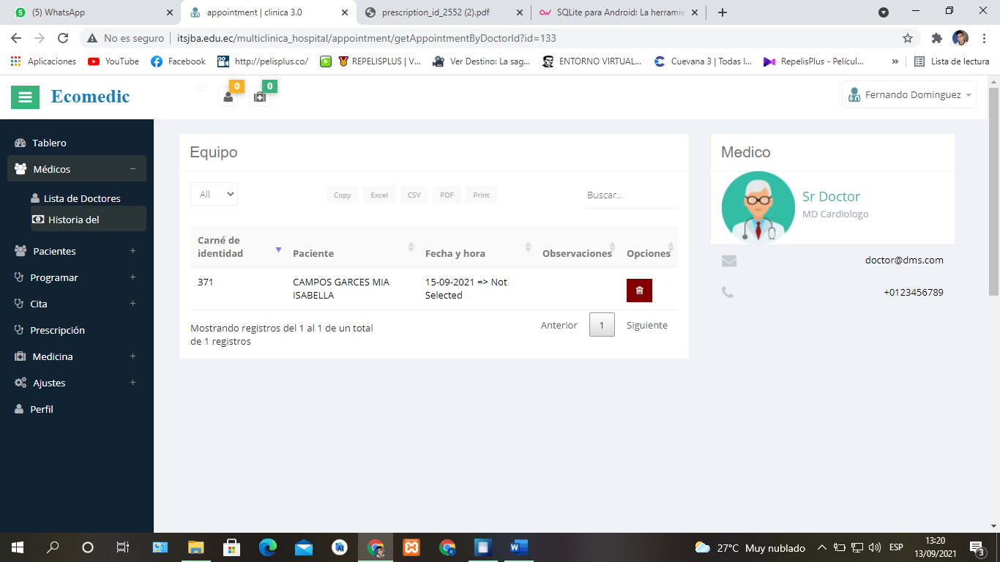 (5) WhatsApp
appointment | clinica 3.0
prescription_id_2552 (2).pdf
SQLite para Android: La herramie
No es seguro | itsjba.edu.ec/multiclinica_hospital/appointment/getAppointmentByDoctorId?id=133
Aplicaciones
YouTube
Facebook
http://pelisplus.co/
REPELISPLUS | V...
Ver Destino: La sag...
ENTORNO VIRTUAL...
Cuevana 3 | Todas l...
RepelisPlus - Pelícu...
»
Lista de lectura
Ecomedic
0
0
Fernando Dominguez
Tablero
Médicos
Lista de Doctores
Historia del
Pacientes
Programar
Cita
Prescripción
Medicina
Ajustes
Perfil
Equipo
All
Copy
Excel
CSV
PDF
Print
Buscar...
Carné de
identidad
Paciente
Fecha y hora
Observaciones
Opciones
371
CAMPOS GARCES MIA
ISABELLA
15-09-2021 => Not
Selected
Mostrando registros del 1 al 1 de un total
de 1 registros
Anterior
1
Siguiente
Medico
Sr Doctor
MD Cardiologo
doctor@dms.com
+0123456789
27°C Muy nublado
ESP
13:20
13/09/2021
3